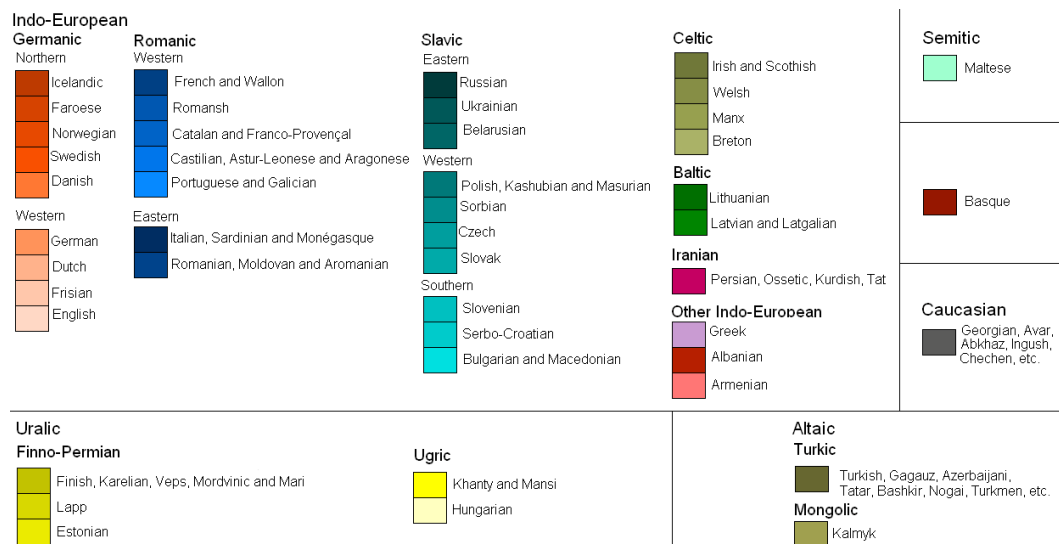 Indo-European
Germanic
Northern
Icelandic
Faroese
Norwegian
Swedish
Danish
Western
German
Dutch
Frisian
English
Romanic
Western
French and Wallon
Romansh
Catalan and Franco-Provençal
Castilian, Astur-Leonese and Aragonese
Portuguese and Galician
Eastern
Italian, Sardinian and Monégasque
Romanian, Moldovan and Aromanian
Slavic
Eastern
Russian
Ukrainian
Belarusian
Western
Polish, Kashubian and Masurian
Sorbian
Czech
Slovak
Southern
Slovenian
Serbo-Croatian
Bulgarian and Macedonian
Celtic
Irish and Scothish
Welsh
Manx
Breton
Baltic
Lithuanian
Latvian and Latgalian
Iranian
Persian, Ossetic, Kurdish, Tat
Other Indo-European
Greek
Albanian
Armenian
Semitic
Maltese
Basque
Caucasian
Georgian, Avar,
Abkhaz, Ingush,
Chechen, etc.
Uralic
Finno-Permian
Finish, Karelian, Veps, Mordvinic and Mari
Lapp
Estonian
Ugric
Khanty and Mansi
Hungarian
Altaic
Turkic
Turkish, Gagauz, Azerbaijani,
Tatar, Bashkir, Nogai, Turkmen, etc.
Mongolic
Kalmyk